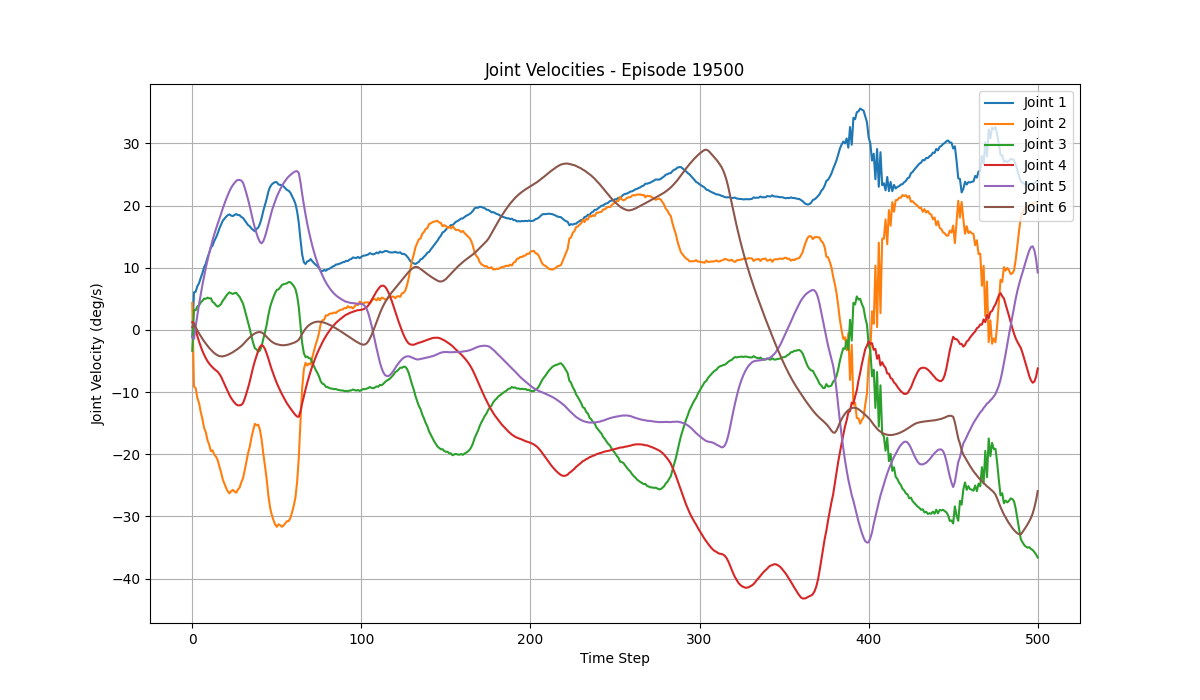 Joint Velocities - Episode 19500
Joint Velocity (deg/s)
30
20
10
0
−10
−20
−30
−40
Joint 1
Joint 2
Joint 3
Joint 4
Joint 5
Joint 6
0
100
200
300
400
500
Time Step